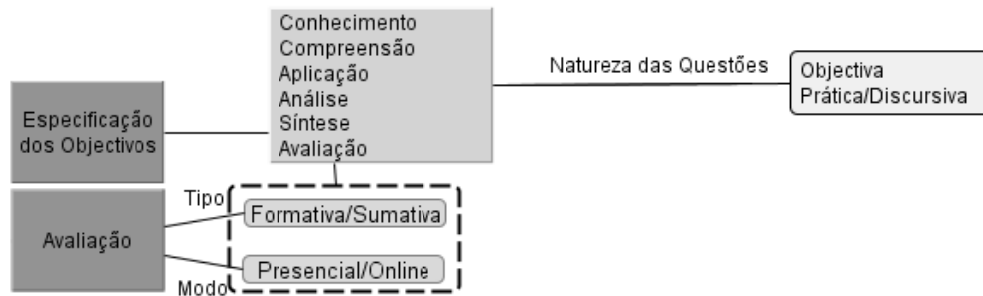 Conhecimento
Compreensão
Aplicação
Análise
Síntese
Avaliação
Natureza das Questões
Objectiva
Prática/Discursiva
Especificação
dos Objectivos
Avaliação
Tipo
Formativa/Sumativa
Presencial/Online
Modo